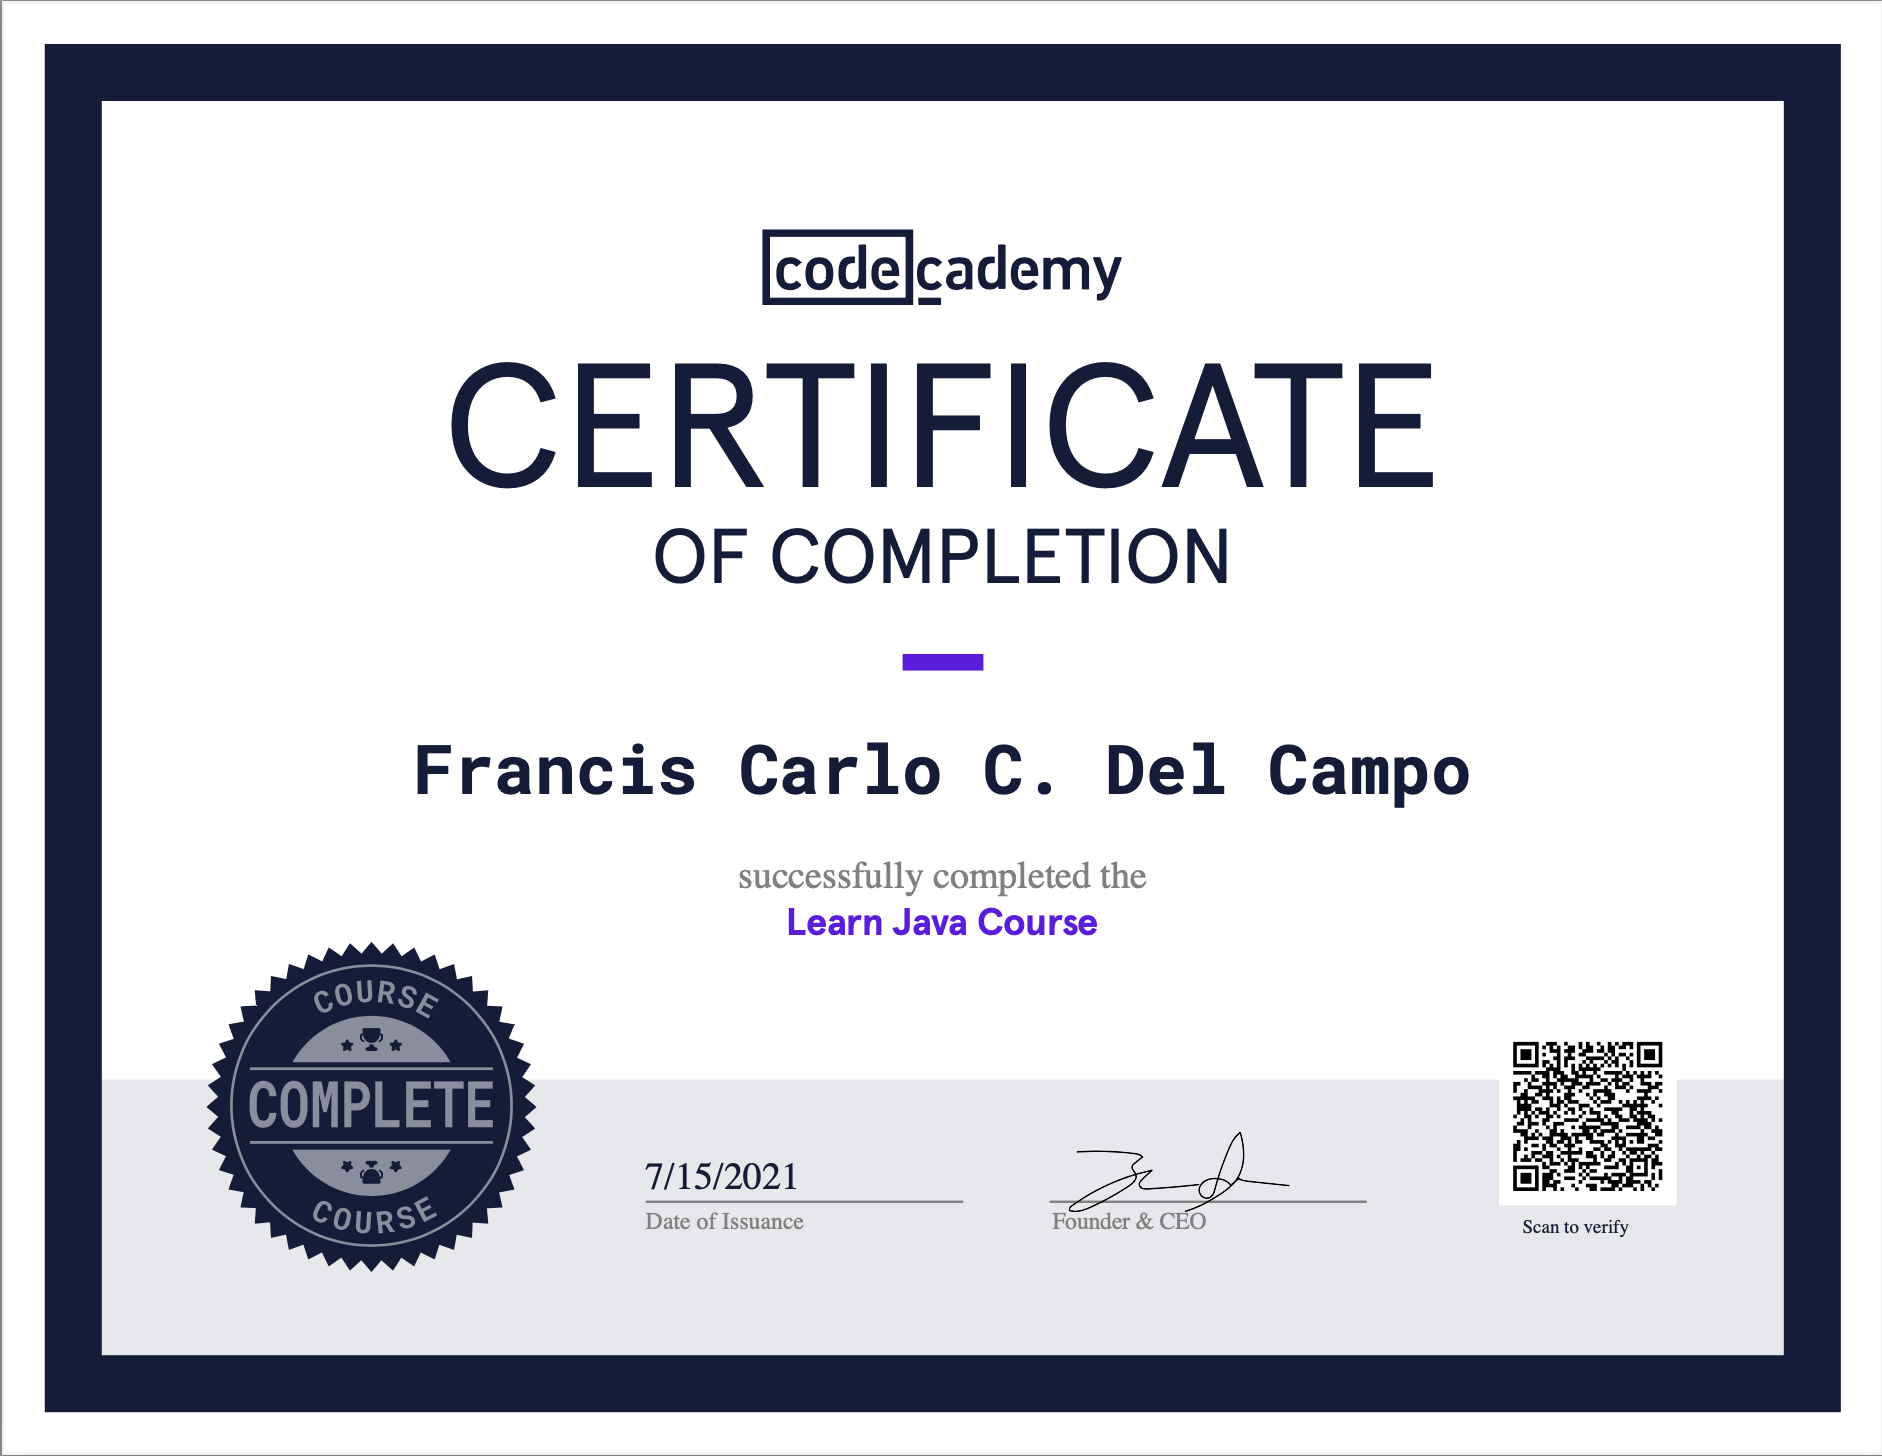 codecademy
CERTIFICATE
OF COMPLETION
Francis Carlo C. Del Campo
successfully completed the
Learn Java Course
COURSE
COMPLETE
COURSE
7/15/2021
Date of Issuance
Founder & CEO
Scan to verify